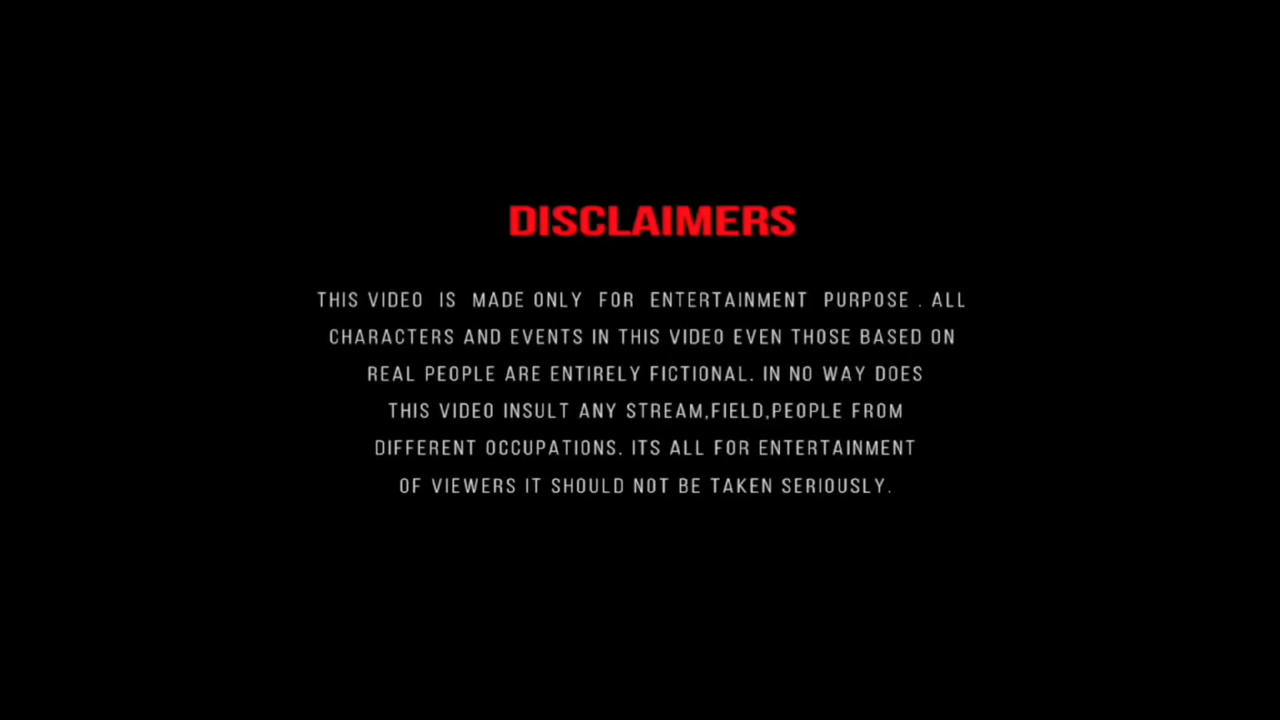 DISCLAIMERS
THIS VIDEO IS MADE ONLY FOR ENTERTAINMENT PURPOSE . ALL
CHARACTERS AND EVENTS IN THIS VIDEO EVEN THOSE BASED ON
REAL PEOPLE ARE ENTIRELY FICTIONAL. IN NO WAY DOES
THIS VIDEO INSULT ANY STREAM,FIELD,PEOPLE FROM
DIFFERENT OCCUPATIONS. ITS ALL FOR ENTERTAINMENT
OF VIEWERS IT SHOULD NOT BE TAKEN SERIOUSLY.